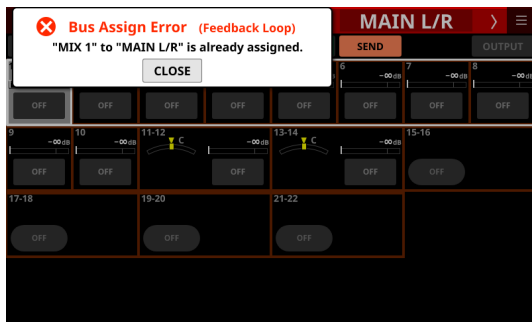 Bus Assign Error (Feedback Loop)
"MIX 1" to "MAIN L/R" is already assigned.
CLOSE
MAIN L/R
SEND
OUTPUT
6 -∞ dB 7 -∞ dB 8 -∞ dB
OFF OFF OFF OFF OFF OFF OFF OFF
9 -∞ dB 10 -∞ dB 11-12 C -∞ dB 13-14 C -∞ dB 15-16
OFF OFF OFF OFF OFF
17-18 19-20 21-22
OFF OFF OFF